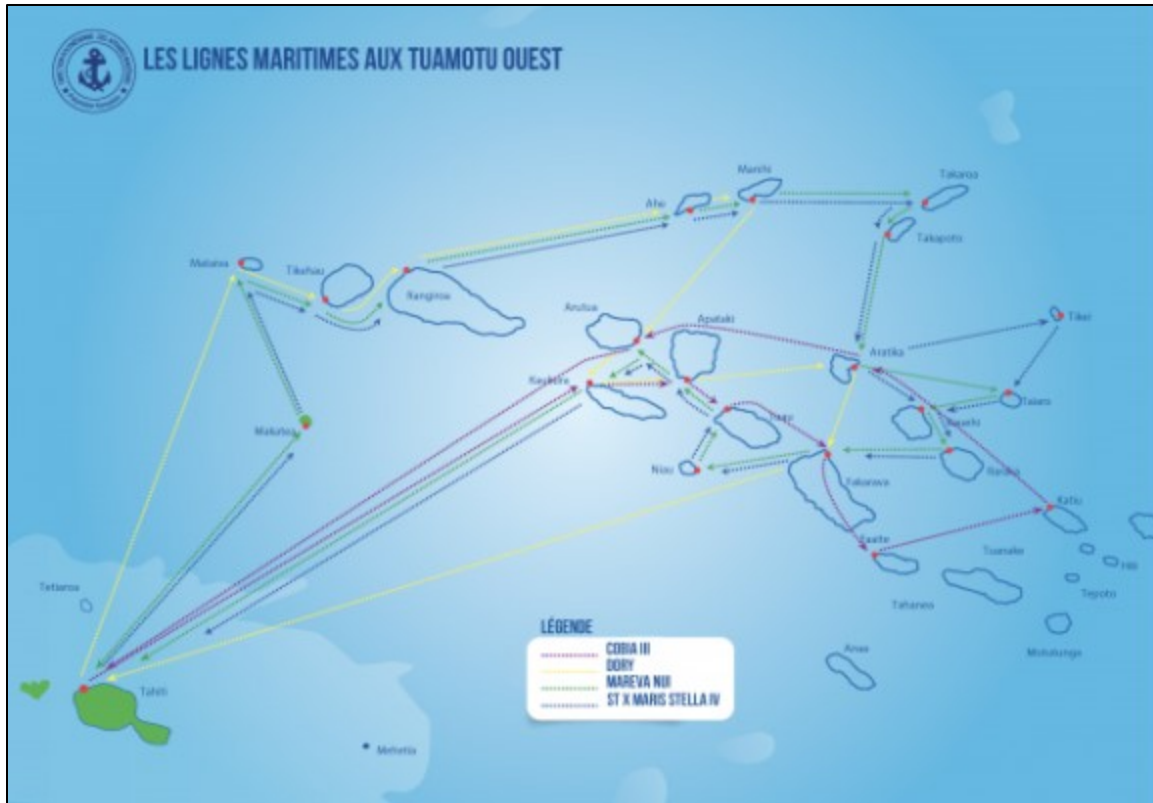 LES LIGNES MARITIMES AUX TUAMOTU OUEST
Manihi
Takaroa
Ahe
Takapoto
Mataiva
Tikehau
Rangiroa
Arutua
Apataki
Tikei
Aratika
Kaukura
Taiaro
Makatea
Toau
Kauehi
Niau
Raraka
Fakarava
Katiu
Faaite
Tuanake
Hiti
Tepoto
Tetiaroa
Tahanea
Motutunga
Anaa
LÉGENDE
COBIA III
DORY
MAREVA NUI
ST X MARIS STELLA IV
Tahiti
Mehetia